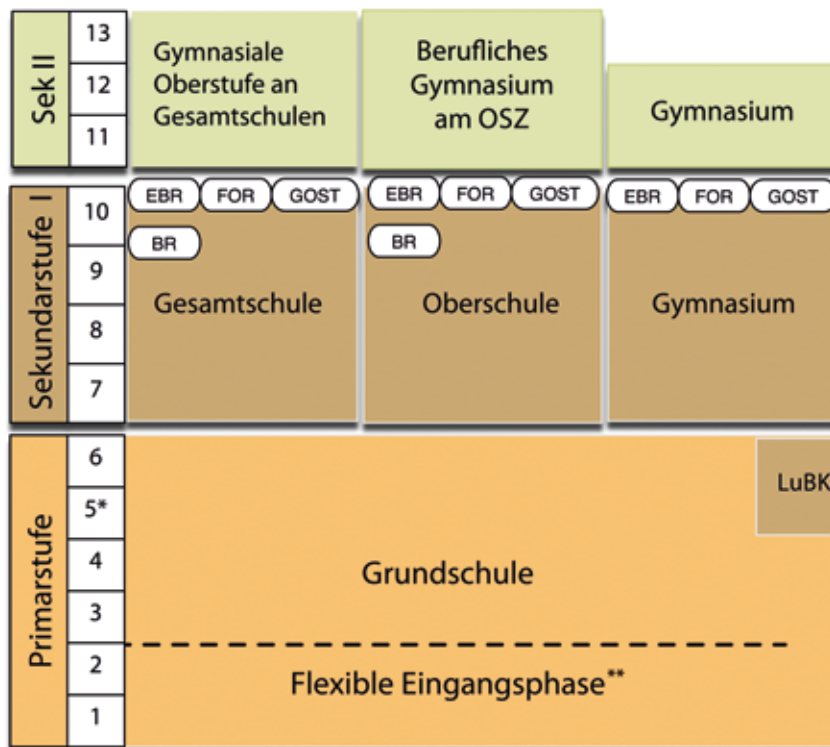 Sek II
13
12
11
Gymnasiale
Oberstufe an
Gesamtschulen
Berufliches
Gymnasium
am OSZ
Gymnasium
Sekundarstufe I
10
9
8
7
EBR FOR GOST
BR
Gesamtschule
EBR FOR GOST
BR
Oberschule
EBR FOR GOST
Gymnasium
Primarstufe
6
5*
4
3
2
1
LuBK
Grundschule
Flexible Eingangsphase**